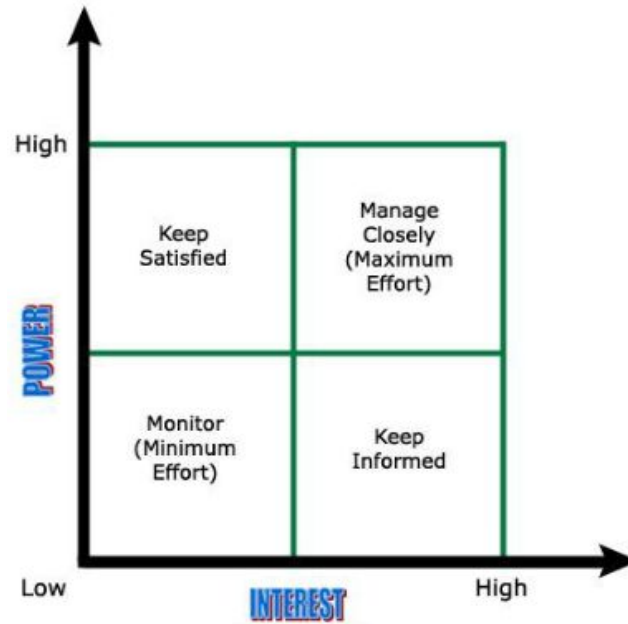 High
Keep
Satisfied
Manage
Closely
(Maximum
Effort)
POWER
Monitor
(Minimum
Effort)
Keep
Informed
Low
INTEREST
High